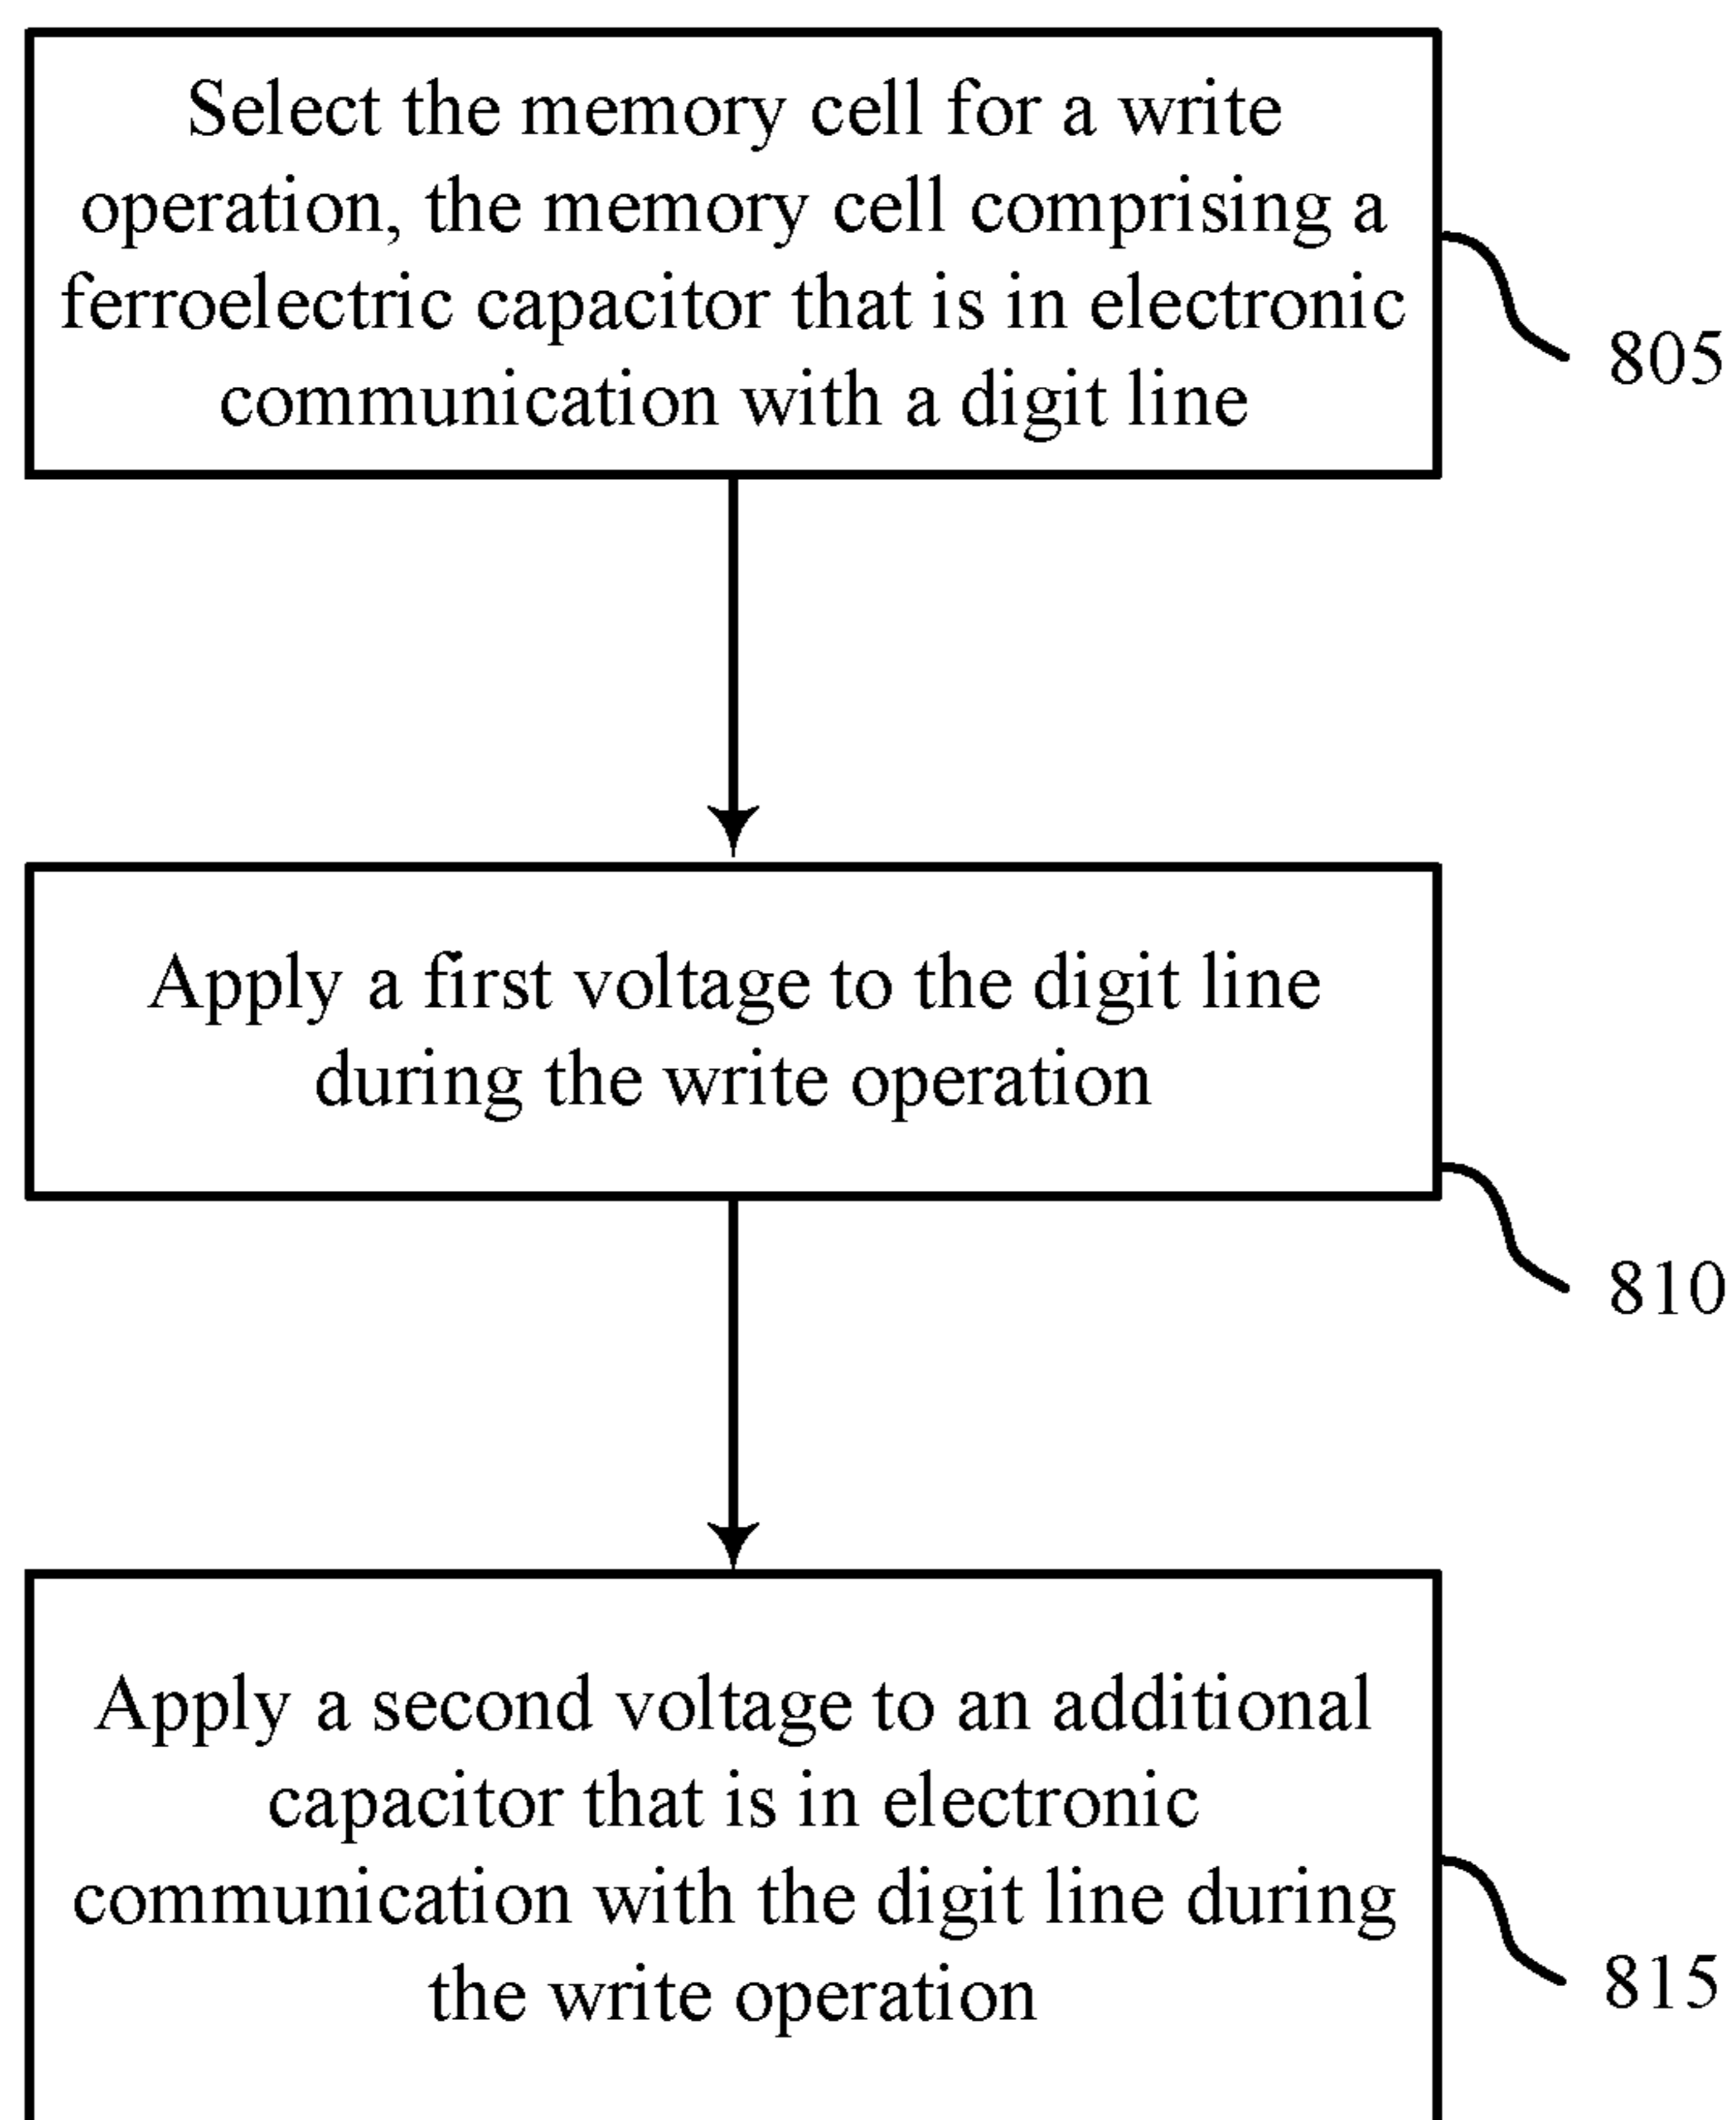 Select the memory cell for a write
operation, the memory cell comprising a
ferroelectric capacitor that is in electronic
communication with a digit line
805
Apply a first voltage to the digit line
during the write operation
810
Apply a second voltage to an additional
capacitor that is in electronic
communication with the digit line during
the write operation
815